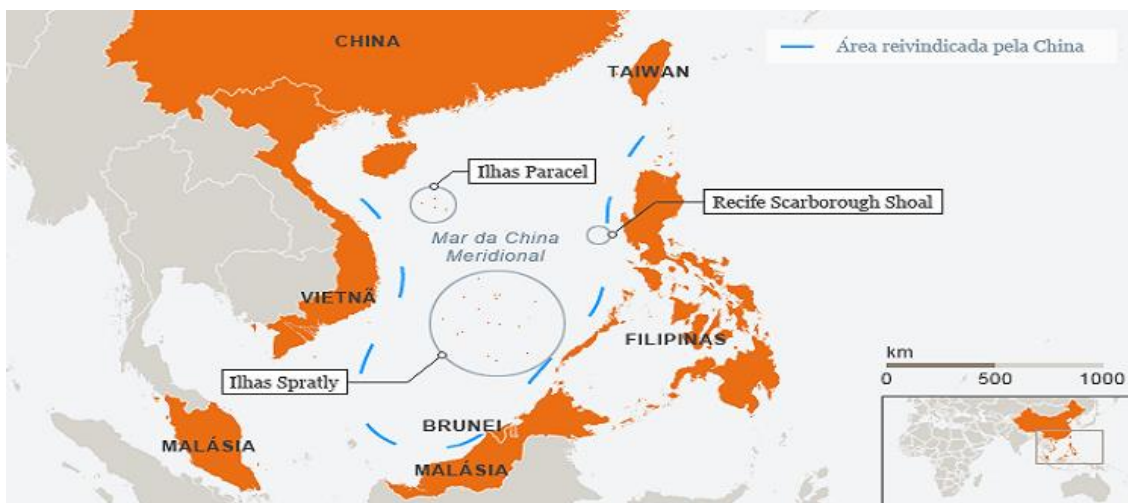 CHINA
Área reivindicada pela China
TAIWAN
Ilhas Paracel
Recife Scarborough Shoal
Mar da China
Meridional
VIETNÃ
FILIPINAS
Ilhas Spratly
km
0 500 1000
BRUNEI
MALÁSIA
MALÁSIA